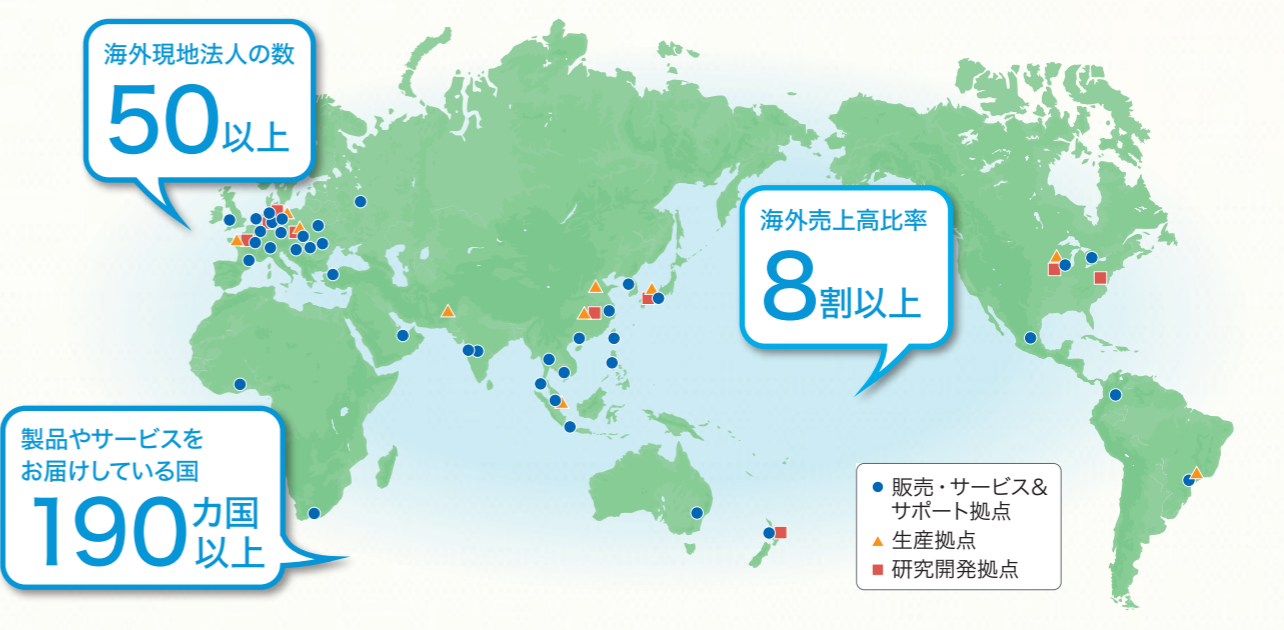 海外現地法人の数
50以上
海外売上高比率
8割以上
製品やサービスを
お届けしている国
190カ国
以上
販売・サービス&
サポート拠点
生産拠点
研究開発拠点